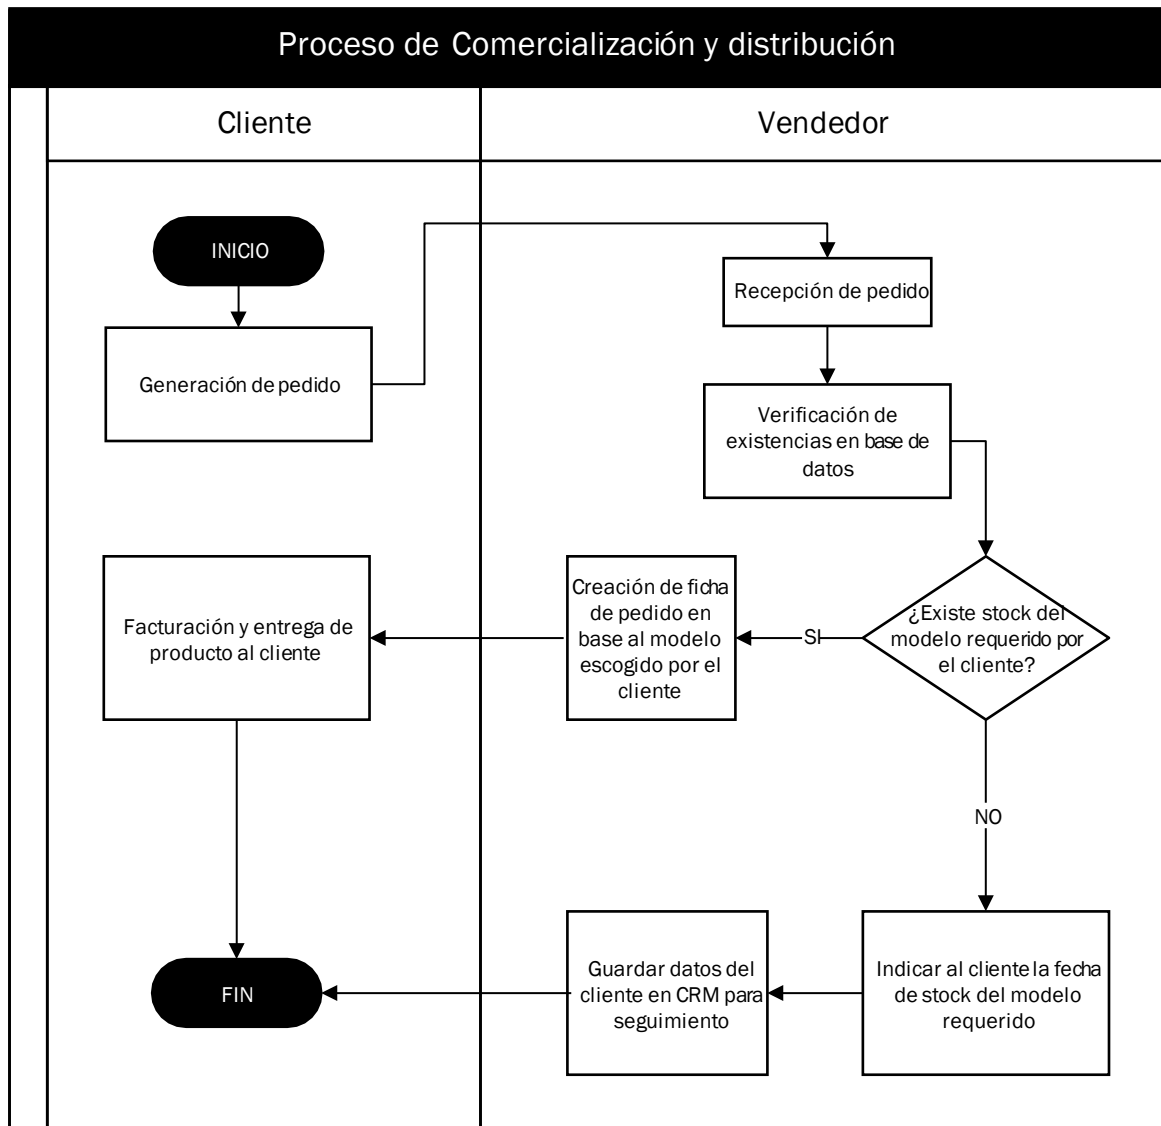 Proceso de Comercialización y distribución
Cliente
Vendedor
INICIO
Generación de pedido
Recepción de pedido
Verificación de
existencias en base de
datos
¿Existe stock del
modelo requerido por
el cliente?
SI
Creación de ficha
de pedido en
base al modelo
escogido por el
cliente
Facturación y entrega de
producto al cliente
NO
Indicar al cliente la fecha
de stock del modelo
requerido
Guardar datos del
cliente en CRM para
seguimiento
FIN